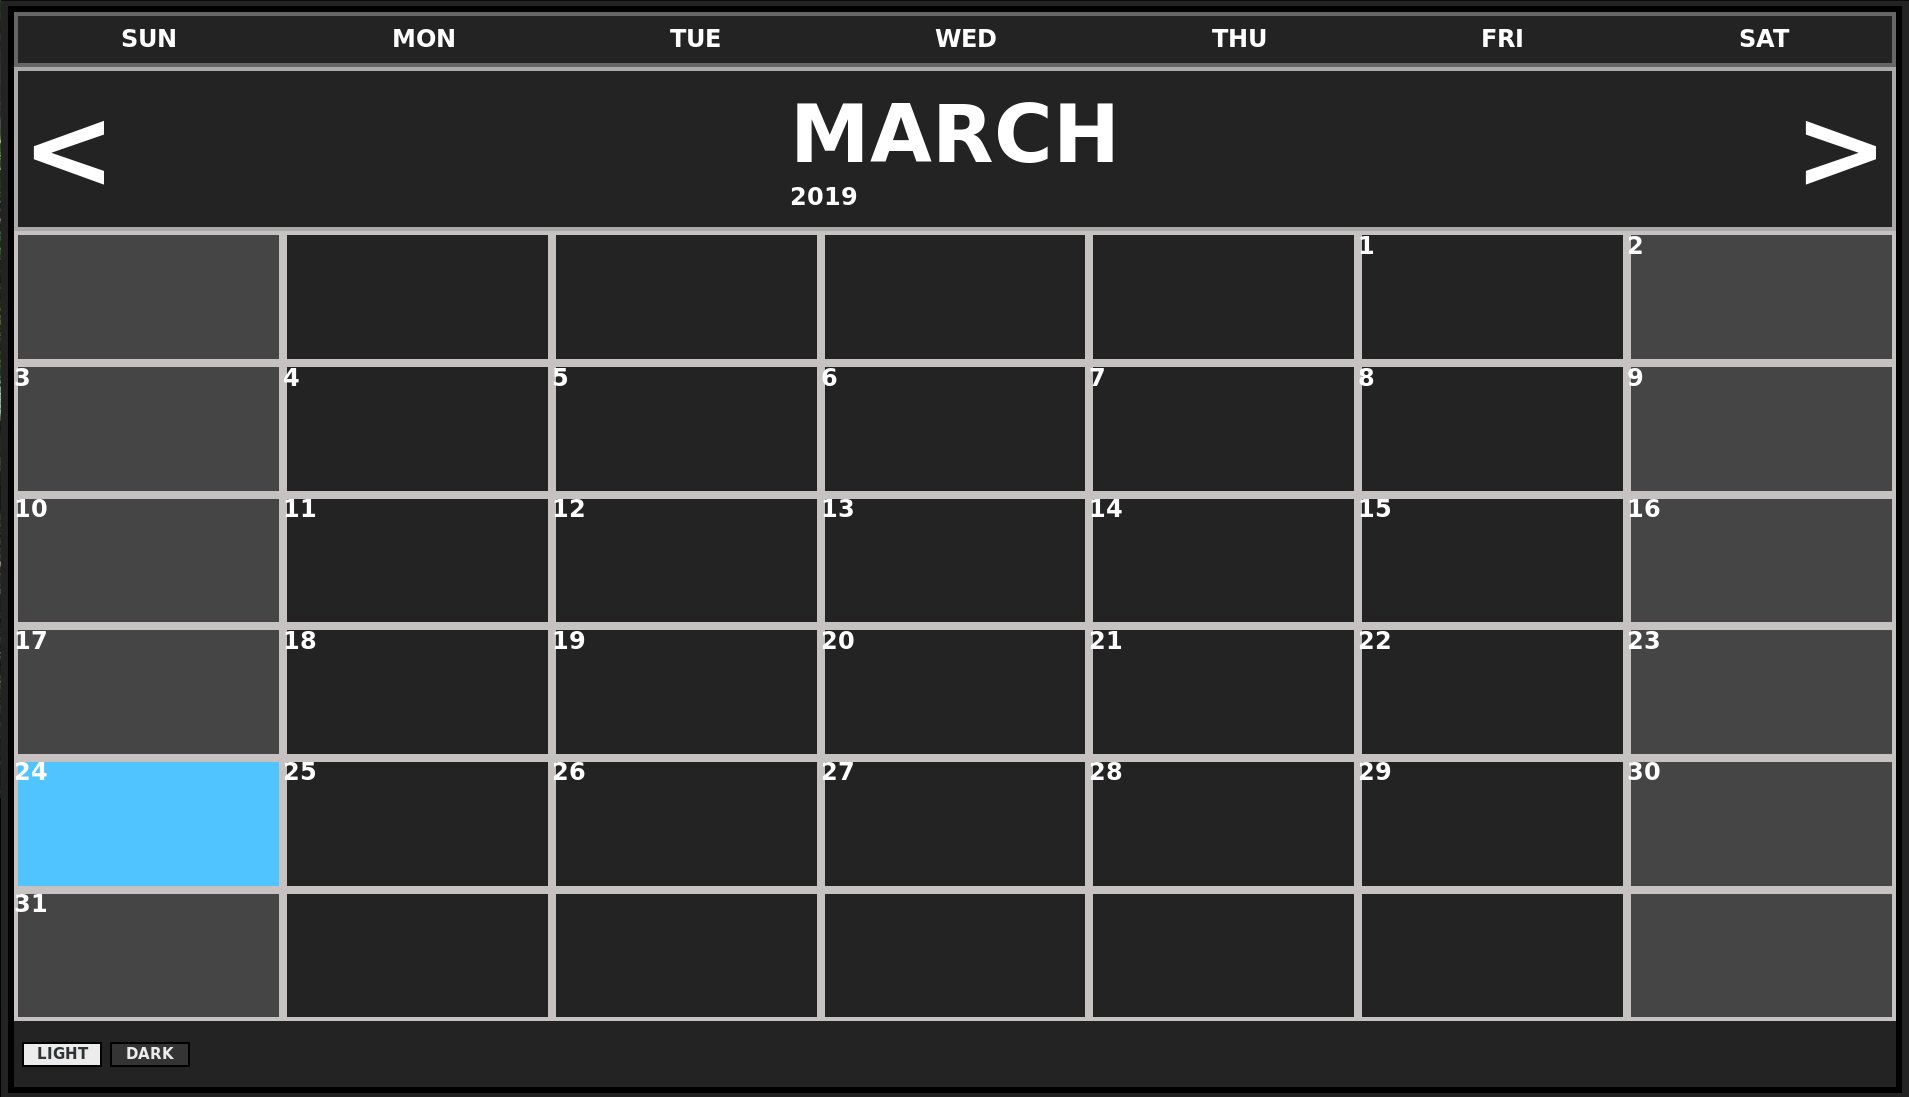 SUN MON TUE WED THU FRI SAT
< MARCH >
2019
1 2
3 4 5 6 7 8 9
10 11 12 13 14 15 16
17 18 19 20 21 22 23
24 25 26 27 28 29 30
31
LIGHT DARK